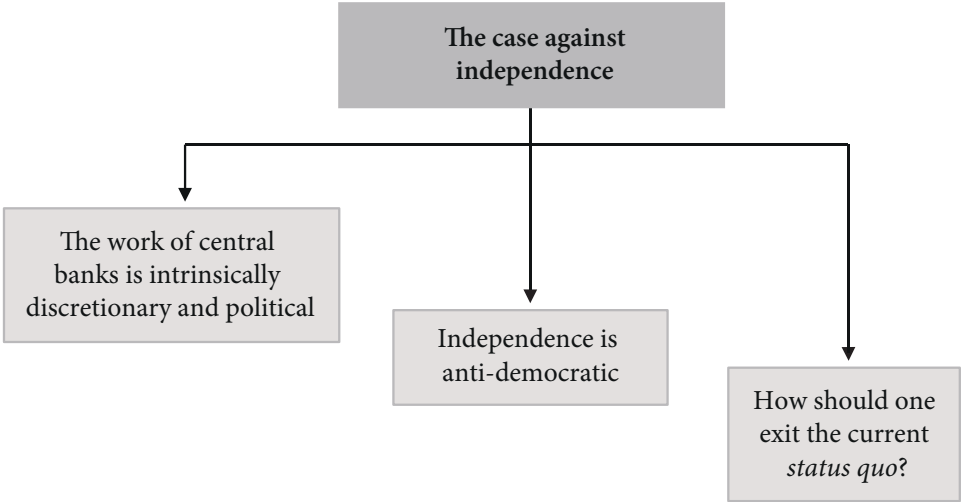 The case against
independence
The work of central
banks is intrinsically
discretionary and political
Independence is
anti-democratic
How should one
exit the current
status quo?